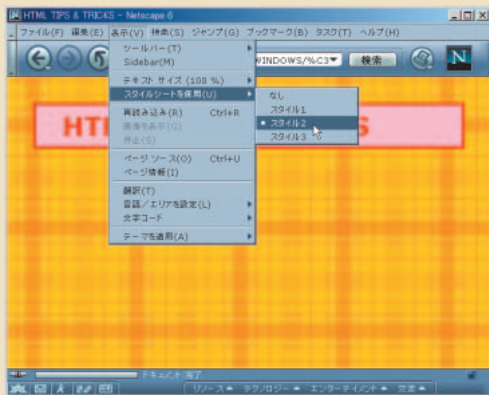 HTML TIPS & TRICKS - Netscape 6
ファイル(F) 編集(E) 表示(V) 検索(S) ジャンプ(G) ブックマーク(B) タスク(T) ヘルプ(H)
ツールバー(T)
Sidebar(M)
テキスト サイズ (100 %)
スタイルシートを使用(U)
再読み込み(R) Ctrl+R
画像を表示(G)
停止(S)
ページ ソース(O) Ctrl+U
ページ情報(I)
翻訳(T)
言語／エリアを設定(L)
文字コード
テーマを適用(A)
なし
スタイル1
スタイル2
スタイル3
WINDOWS/%C3
検索
N
HT
S
ドキュメント:完了
リソース テクノロジー エンターテイメント 交流